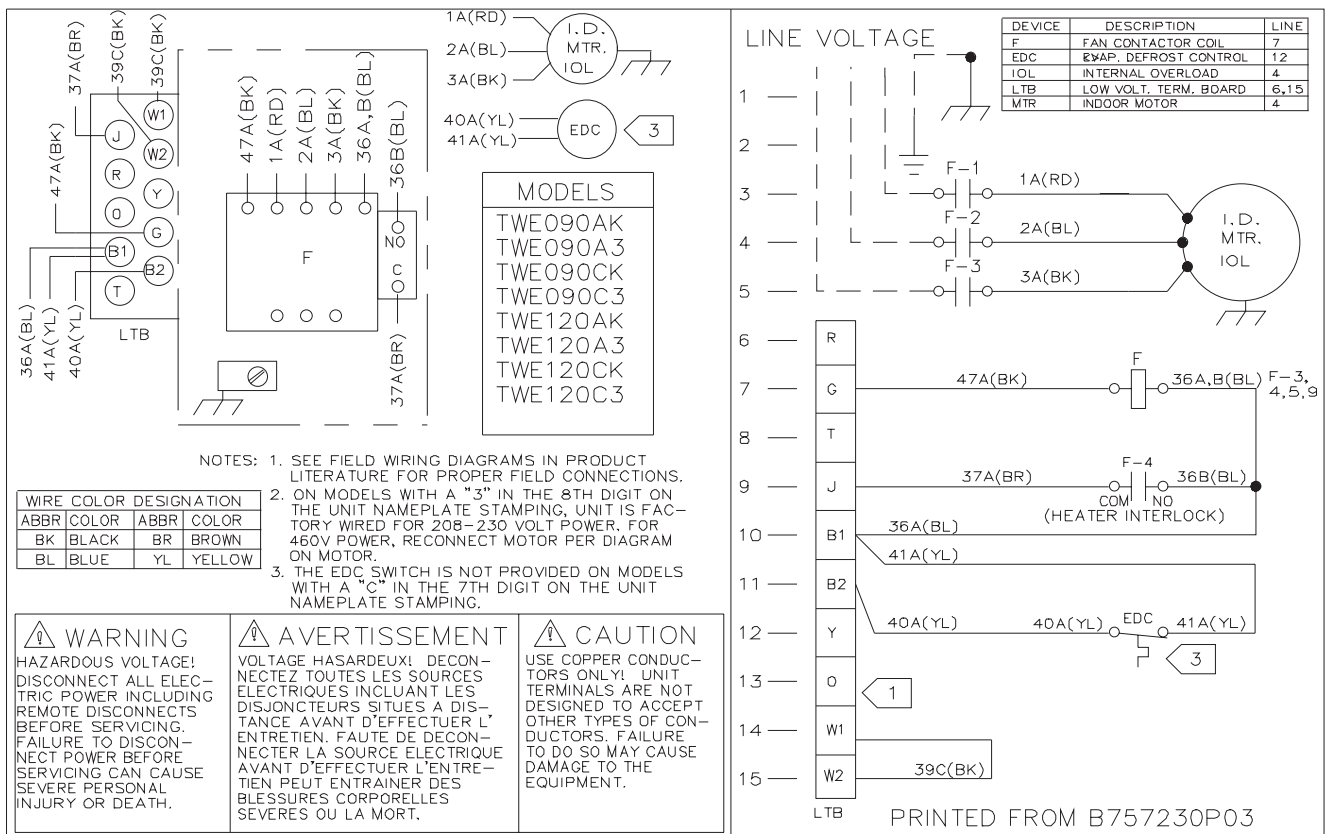 37A(BR)
39C(BK)
39C(BK)
47A(BK)
W1
J
W2
R
Y
O
G
B1
B2
T
LTB
36A(BL)
41A(YL)
40A(YL)
47A(BK)
1A(RD)
2A(BL)
3A(BK)
36A,B(BL)
36B(BL)
F
NO
C
37A(BR)
1A(RD)
2A(BL)
3A(BK)
I.D.
MTR.
IOL
40A(YL)
41A(YL)
EDC
3
MODELS
TWE090AK
TWE090A3
TWE090CK
TWE090C3
TWE120AK
TWE120A3
TWE120CK
TWE120C3
NOTES: 1. SEE FIELD WIRING DIAGRAMS IN PRODUCT
LITERATURE FOR PROPER FIELD CONNECTIONS.
2. ON MODELS WITH A "3" IN THE 8TH DIGIT ON
THE UNIT NAMEPLATE STAMPING, UNIT IS FAC-
TORY WIRED FOR 208-230 VOLT POWER. FOR
460V POWER, RECONNECT MOTOR PER DIAGRAM
ON MOTOR.
3. THE EDC SWITCH IS NOT PROVIDED ON MODELS
WITH A "C" IN THE 7TH DIGIT ON THE UNIT
NAMEPLATE STAMPING.
WIRE COLOR DESIGNATION
ABBR COLOR ABBR COLOR
BK BLACK BR BROWN
BL BLUE YL YELLOW
WARNING
HAZARDOUS VOLTAGE!
DISCONNECT ALL ELEC-
TRIC POWER INCLUDING
REMOTE DISCONNECTS
BEFORE SERVICING.
FAILURE TO DISCON-
NECT POWER BEFORE
SERVICING CAN CAUSE
SEVERE PERSONAL
INJURY OR DEATH.
AVERTISSEMENT
VOLTAGE HASARDEUX! DECON-
NECTEZ TOUTES LES SOURCES
ELECTRIQUES INCLUANT LES
DISJONCTEURS SITUES A DIS-
TANCE AVANT D'EFFECTUER L'
ENTRETIEN. FAUTE DE DECON-
NECTER LA SOURCE ELECTRIQUE
AVANT D'EFFECTUER L'ENTRE-
TIEN PEUT ENTRAINER DES
BLESSURES CORPORELLES
SEVERES OU LA MORT.
CAUTION
USE COPPER CONDUC-
TORS ONLY! UNIT
TERMINALS ARE NOT
DESIGNED TO ACCEPT
OTHER TYPES OF CON-
DUCTORS. FAILURE
TO DO SO MAY CAUSE
DAMAGE TO THE
EQUIPMENT.
LINE VOLTAGE
DEVICE DESCRIPTION LINE
F FAN CONTACTOR COIL 7
EDC EVAP. DEFROST CONTROL 12
IOL INTERNAL OVERLOAD 4
LTB LOW VOLT. TERM. BOARD 6,15
MTR INDOOR MOTOR 4
1
2
3 F-1 1A(RD)
4 F-2 2A(BL)
5 F-3 3A(BK)
I.D.
MTR.
IOL
6 R
7 G 47A(BK) F 36A,B(BL) F-3,
4,5,9
8 T
9 J 37A(BR) F-4 36B(BL)
COM NO
(HEATER INTERLOCK)
10 B1 36A(BL)
41A(YL)
11 B2
12 Y 40A(YL) 40A(YL) EDC 41A(YL)
3
13 O 1
14 W1
15 W2 39C(BK)
LTB
PRINTED FROM B757230P03